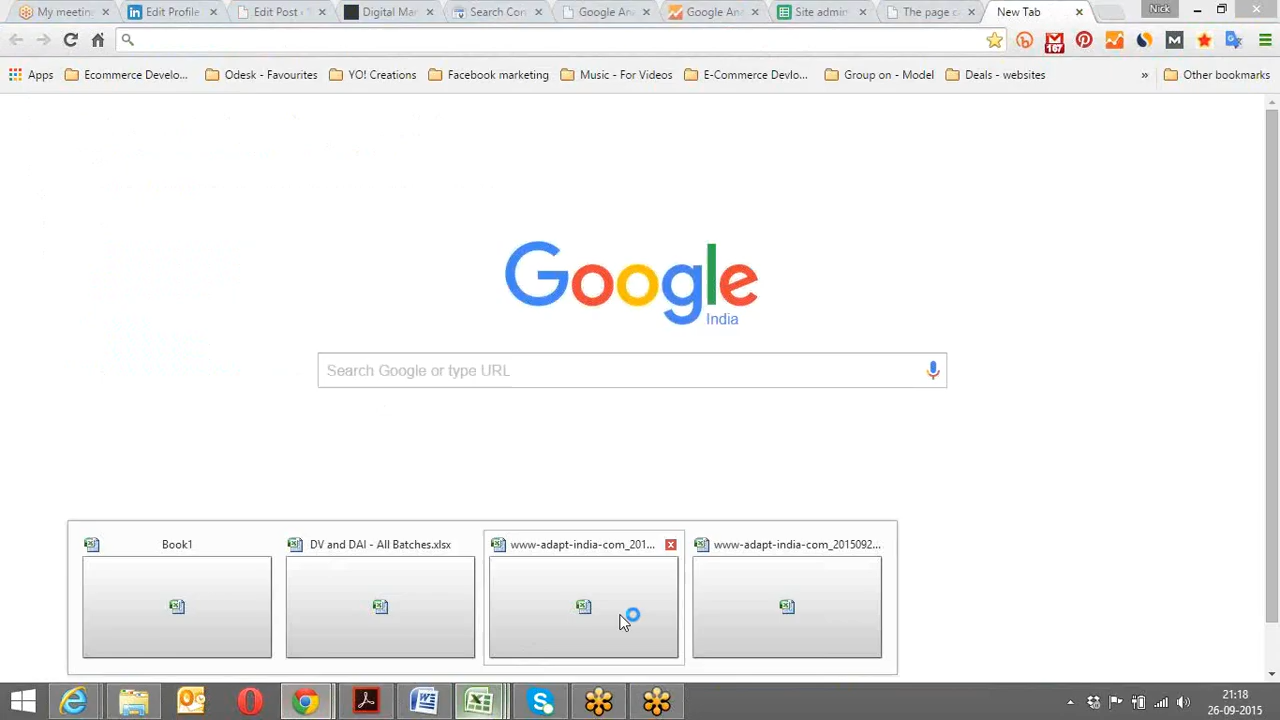 My meetin
Edit Profile
Edit Post ‹
Digital Ma
Search Con
Google An
Google An
Site admin
The page c
New Tab
Nick
167
Apps
Ecommerce Develo...
Odesk - Favourites
YO! Creations
Facebook marketing
Music - For Videos
E-Commerce Devlo...
Group on - Model
Deals - websites
»
Other bookmarks
Google
India
Search Google or type URL
Book1
DV and DAI - All Batches.xlsx
www-adapt-india-com_201...
www-adapt-india-com_2015092...
21:18
26-09-2015